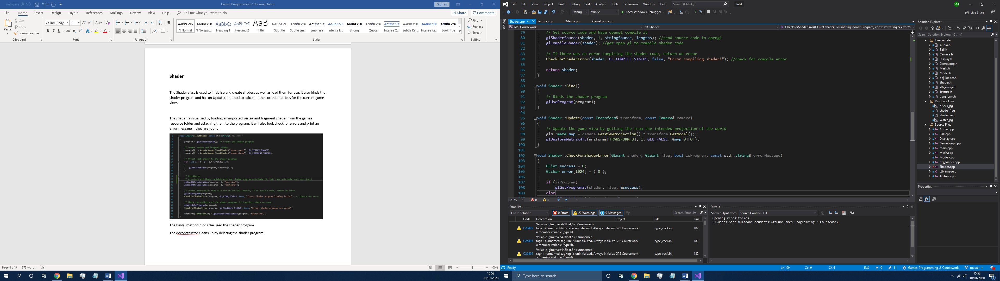 AutoSave Off
Games Programming 2 Documentation
Sign in
File Home Insert Design Layout References Mailings Review View Help Tell me what you want to do
Share Comments
Paste
Cut
Copy
Format Painter
Calibri (Body) 11
AaBbCcDc AaBbCcDc AaBbCc AaBbCcD AaB
¶ Normal ¶ No Spac... Heading 1 Heading 2 Title Subtitle Subtle Em... Emphasis Intense E... Strong Quote Intense Q... Subtle Ref... Intense Re... Book Title
Find
Replace
Select
Clipboard Font Paragraph Styles Editing
Shader
The Shader class is used to initialise and create shaders as well as load them for use. It also binds the
shader program and has an Update() method to calculate the correct matrices for the current game
view.
The shader is initialised by loading an imported vertex and fragment shader from the games
resource folder and attaching them to the program. It will also look check for errors and print an
error message if they are found.
void Shader::InitShader(const std::string& filename)
{
program = glCreateProgram(); // Create the shader program
// Create vertex and fragment shader
shaders[0] = CreateShader(LoadShader("shader.vert"), GL_VERTEX_SHADER);
shaders[1] = CreateShader(LoadShader("shader.frag"), GL_FRAGMENT_SHADER);
// Attach each shader to the shader program
for (int i = 0; i < NUM_SHADERS; i++)
{
glAttachShader(program, shaders[i]);
}
// Attributes
// associate attribute variable with our shader program attribute (in this case attribute vec3 position;)
glBindAttribLocation(program, 0, "position");
glBindAttribLocation(program, 1, "texCoord");
// Create executables that will run on the GPU shaders, if it doesn't work, return an error
glLinkProgram(program);
CheckForShaderError(program, GL_LINK_STATUS, true, "Error: Shader program linking failed"); // cheack for error
// Check the validity of the shader program, if invalid, return an error
glValidateProgram(program);
CheckForShaderError(program, GL_VALIDATE_STATUS, true, "Error: Shader program not valid");
uniforms[TRANSFORM_U] = glGetUniformLocation(program, "transform");
}
The Bind() method binds the used the shader program.
The deconstructor cleans up by deleting the shader program.
Page 8 of 9 873 words
100%
15:53
10/01/2020
File Edit View Project Build Debug Test Analyze Tools Extensions Window Help Search (Ctrl+Q) Lab1
SM
Debug Win32 Local Windows Debugger
Live Share
Toolbox
Shader.cpp Texture.cpp Mesh.cpp GameLoop.cpp
GP2 Coursework Shader CheckForShaderError(GLuint shader, GLuint flag, bool isProgram, const std::string & errorM
79 // Get source code and have opengl compile it
80 glShaderSource(shader, 1, stringSource, lengths); //send source code to opengl
81 glCompileShader(shader); //get open gl to compile shader code
82
83 // If there was en error compiling the shader code, return an error
84 CheckForShaderError(shader, GL_COMPILE_STATUS, false, "Error compiling shader!"); //check for compile error
85
86 return shader;
87 }
88
89 void Shader::Bind()
90 {
91 // Binds the shader program
92 glUseProgram(program);
93 }
94
95 void Shader::Update(const Transform& transform, const Camera& camera)
96 {
97 // Update the game view by getting the from the intended projection of the world
98 glm::mat4 mvp = camera.GetViewProjection() * transform.GetModel();;
99 glUniformMatrix4fv(uniforms[TRANSFORM_U], 1, GLU_FALSE, &mvp[0][0]);
100 }
101
102 void Shader::CheckForShaderError(GLuint shader, GLuint flag, bool isProgram, const std::string& errorMessage)
103 {
104 GLint success = 0;
105 GLchar error[1024] = { 0 };
106
107 if (isProgram)
108 glGetProgramiv(shader, flag, &success);
109 else
121 % 0 3
Error List
Entire Solution 0 Errors 22 Warnings 0 Messages Search Error List
Code Description Project File Line
C26495 Variable 'glm::tvec4<float,5>::<unnamed-
tag>::<unnamed-tag>::a' is uninitialized. Always initialize GP2 Coursework type_vec4.inl 182
a member variable (type.6).
C26495 Variable 'glm::tvec4<float,5>::<unnamed-
tag>::<unnamed-tag>::b' is uninitialized. Always initialize GP2 Coursework type_vec4.inl 182
a member variable (type.6).
C26495 Variable 'glm::tvec4<float,5>::<unnamed-
tag>::<unnamed-tag>::g' is uninitialized. Always initialize GP2 Coursework type_vec4.inl 182
a member variable (type.6).
Output
Show output from: Source Control - Git
Opening repositories:
C:\Users\Sean Muldoon\Documents\GitHub\Games-Programming-2-Coursework
Solution Explorer
Search Solution Explorer (Ctrl+;)
Header Files
Audio.h
Ball.h
Camera.h
Display.h
GameLoop.h
Mesh.h
Model.h
obj_loader.h
Shader.h
stb_image.h
Texture.h
transform.h
Resource Files
bricks.jpg
shader.frag
shader.vert
Water.jpg
Source Files
Audio.cpp
Ball.cpp
Display.cpp
GameLoop.cpp
main.cpp
Mesh.cpp
Model.cpp
obj_loader.cpp
Shader.cpp
stb_image.c
Texture.cpp
Properties
Ready Ln 109 Col 9 Ch 6 INS 0 11 Games-Programming-2-Coursework master
Type here to search
15:53
10/01/2020